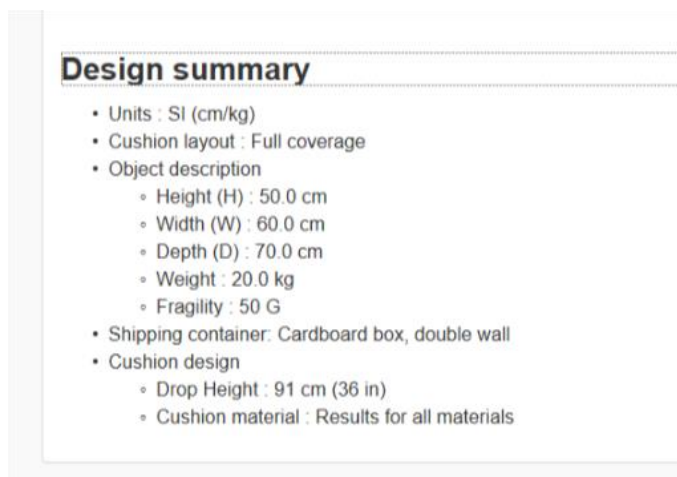 Design summary
• Units : SI (cm/kg)
• Cushion layout : Full coverage
• Object description
◦ Height (H) : 50.0 cm
◦ Width (W) : 60.0 cm
◦ Depth (D) : 70.0 cm
◦ Weight : 20.0 kg
◦ Fragility : 50 G
• Shipping container: Cardboard box, double wall
• Cushion design
◦ Drop Height : 91 cm (36 in)
◦ Cushion material : Results for all materials